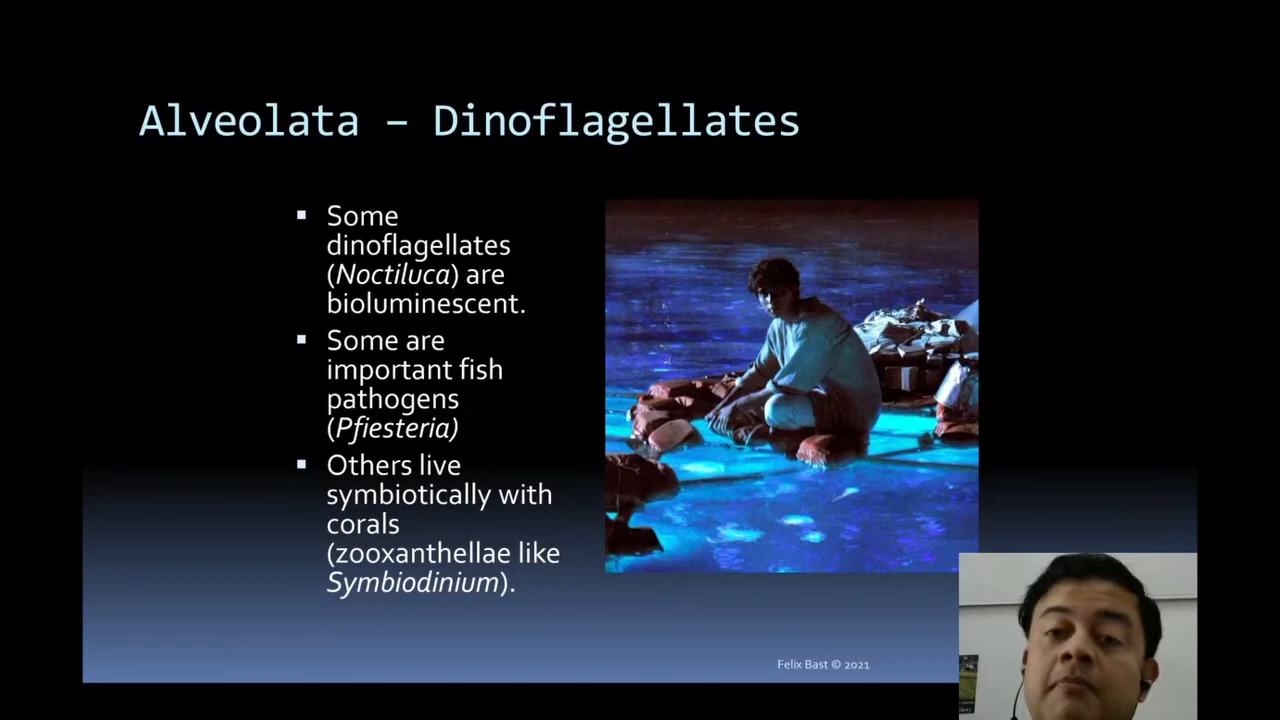 Alveolata – Dinoflagellates
▪ Some
dinoflagellates
(Noctiluca) are
bioluminescent.
▪ Some are
important fish
pathogens
(Pfiesteria)
▪ Others live
symbiotically with
corals
(zooxanthellae like
Symbiodinium).
Felix Bast © 2021